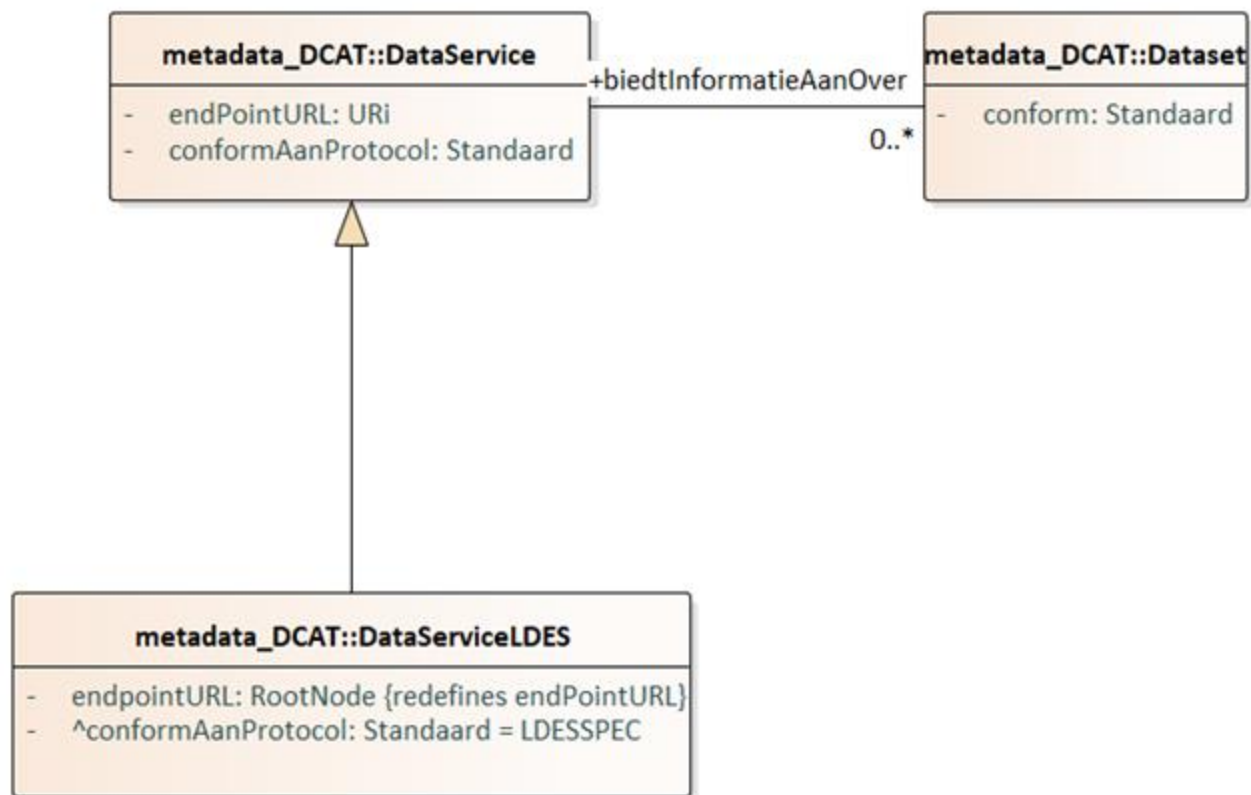 metadata_DCAT::DataService
- endPointURL: URi
- conformAanProtocol: Standaard
+biedtInformatieAanOver
0..*
metadata_DCAT::Dataset
- conform: Standaard
metadata_DCAT::DataServiceLDES
- endpointURL: RootNode {redefines endPointURL}
- ^conformAanProtocol: Standaard = LDESSPEC